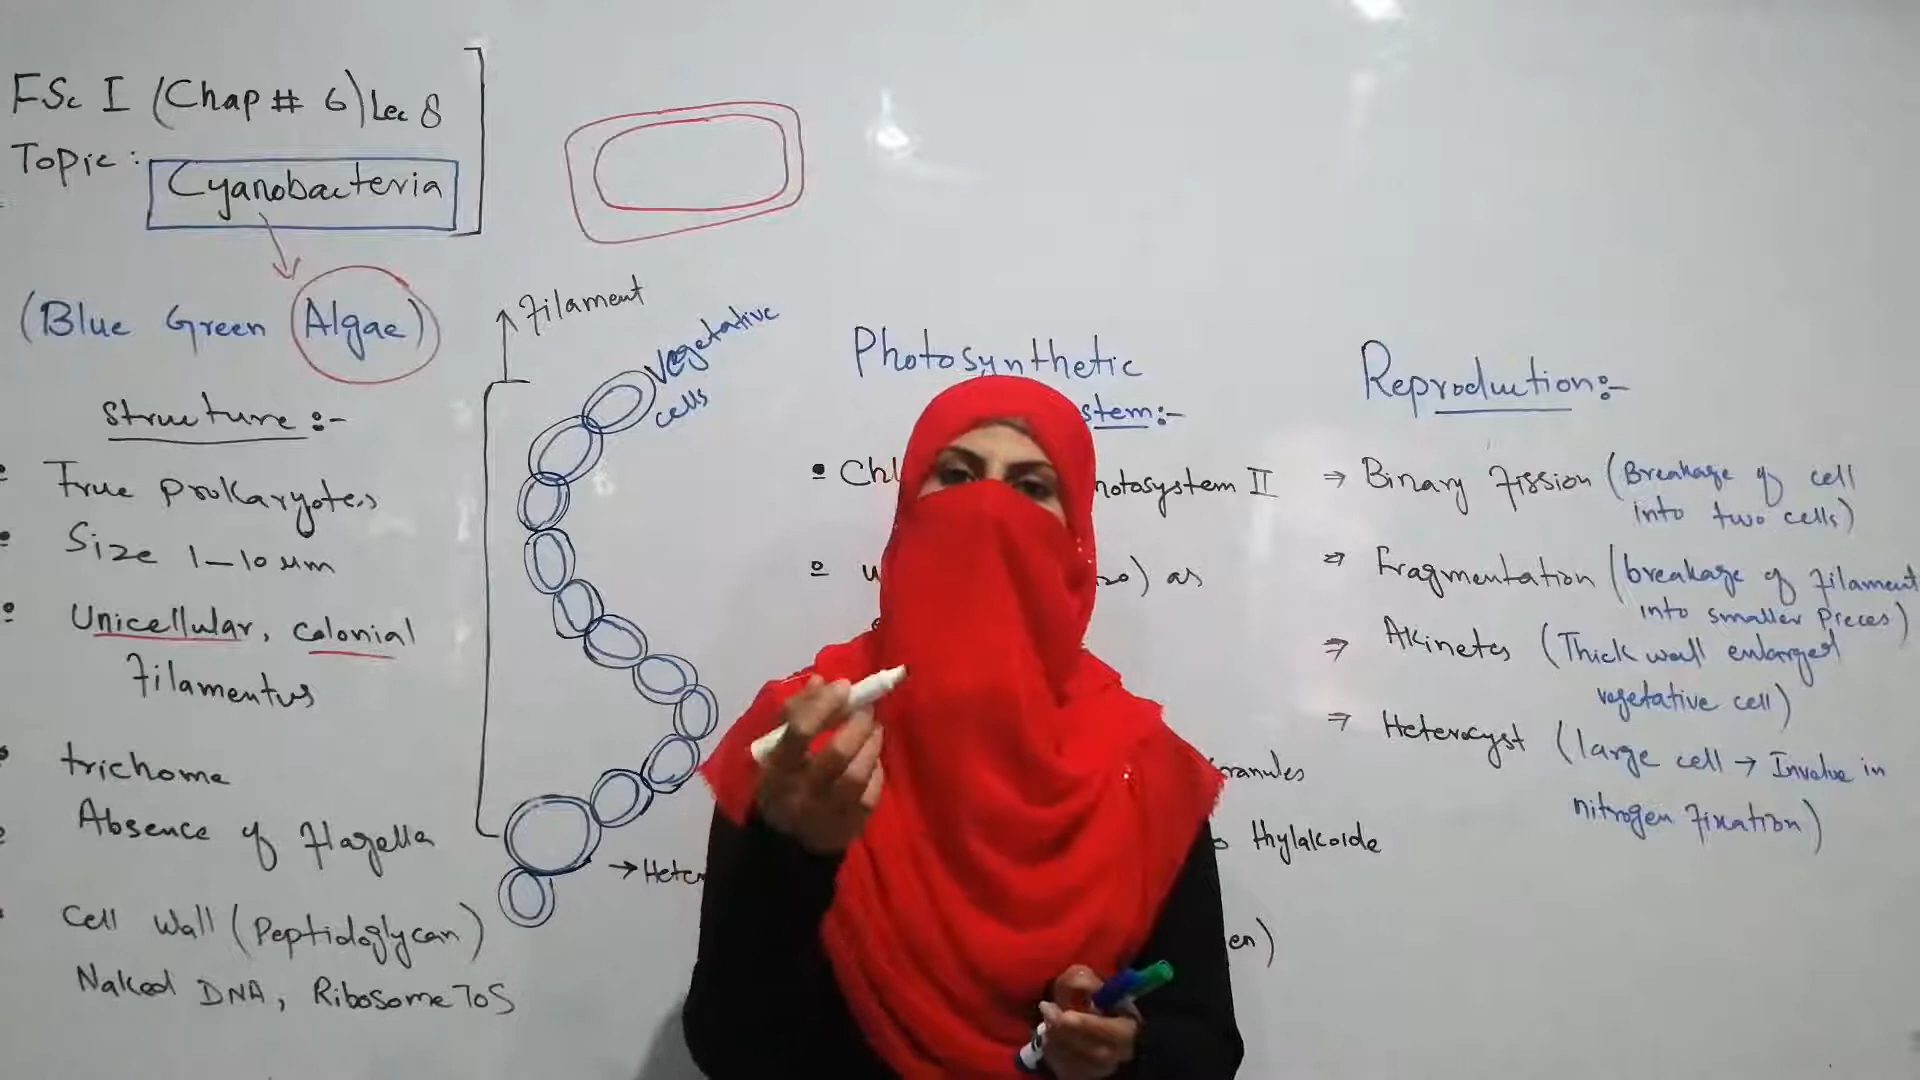 FSc I (Chap # 6) Lec 8
Topic:
Cyanobacteria
(Blue Green Algae)
Structure:-
True prokaryotes
Size 1-10 um
Unicellular, colonial
Filamentus
trichome
Absence of flagella
Cell Wall (Peptidoglycan)
Naked DNA, Ribosome 70S
Filament
Vegetative
cells
→ Heter
Photosynthetic
stem:-
Chl
hotosystem II
) as
Granules
thylakoide
en)
Reproduction:-
⇒ Binary Fission (Breakage of cell
into two cells)
⇒ Fragmentation (breakage of filament
into smaller pieces)
⇒ Akinetes (Thick wall enlarged
vegetative cell)
⇒ Heterocyst (large cell → Involve in
nitrogen fixation)